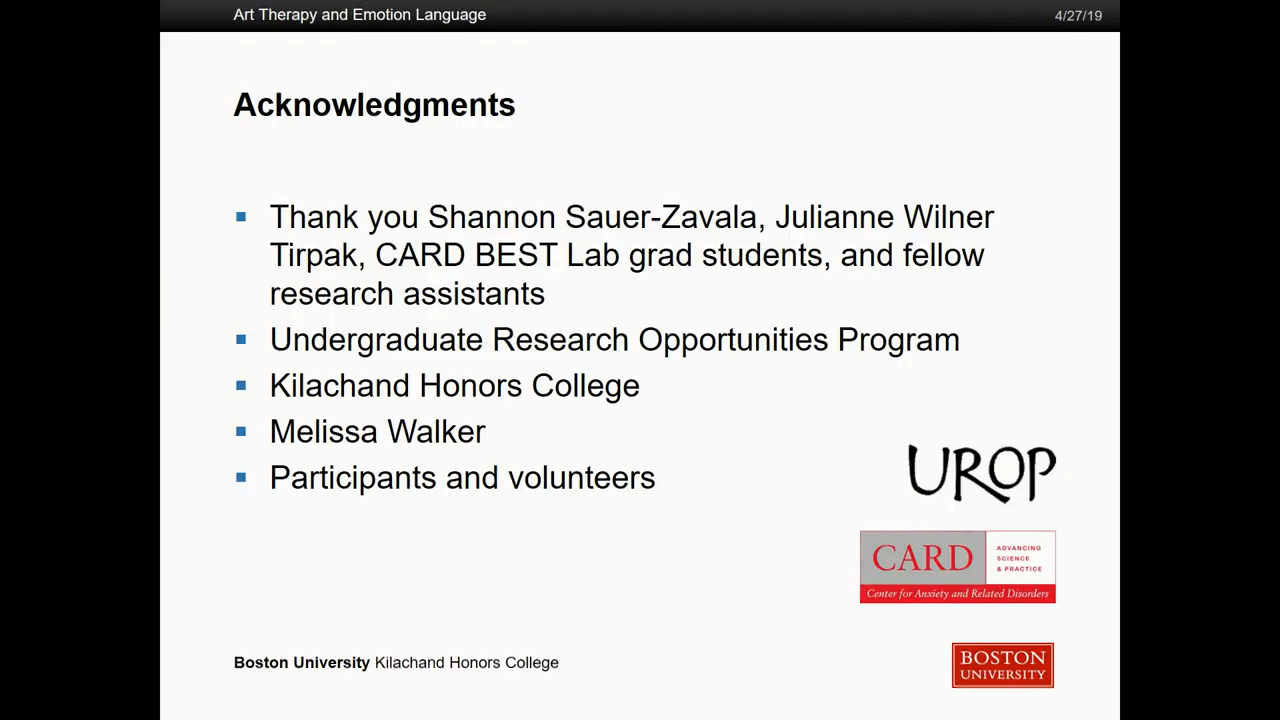 Art Therapy and Emotion Language
4/27/19
Acknowledgments
Thank you Shannon Sauer-Zavala, Julianne Wilner
Tirpak, CARD BEST Lab grad students, and fellow
research assistants
Undergraduate Research Opportunities Program
Kilachand Honors College
Melissa Walker
Participants and volunteers
UROP
CARD
ADVANCING
SCIENCE
& PRACTICE
Center for Anxiety and Related Disorders
Boston University Kilachand Honors College
BOSTON
UNIVERSITY